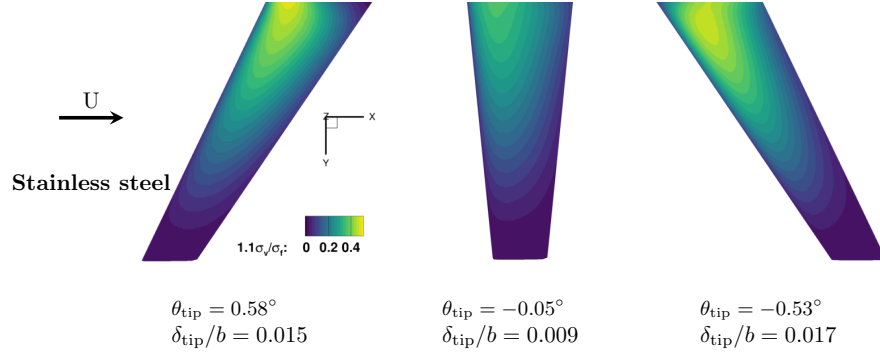 U
Z X
Y
Stainless steel
1.1σᵥ/σf: 0 0.2 0.4
θtip = 0.58° θtip = −0.05° θtip = −0.53°
δtip/b = 0.015 δtip/b = 0.009 δtip/b = 0.017